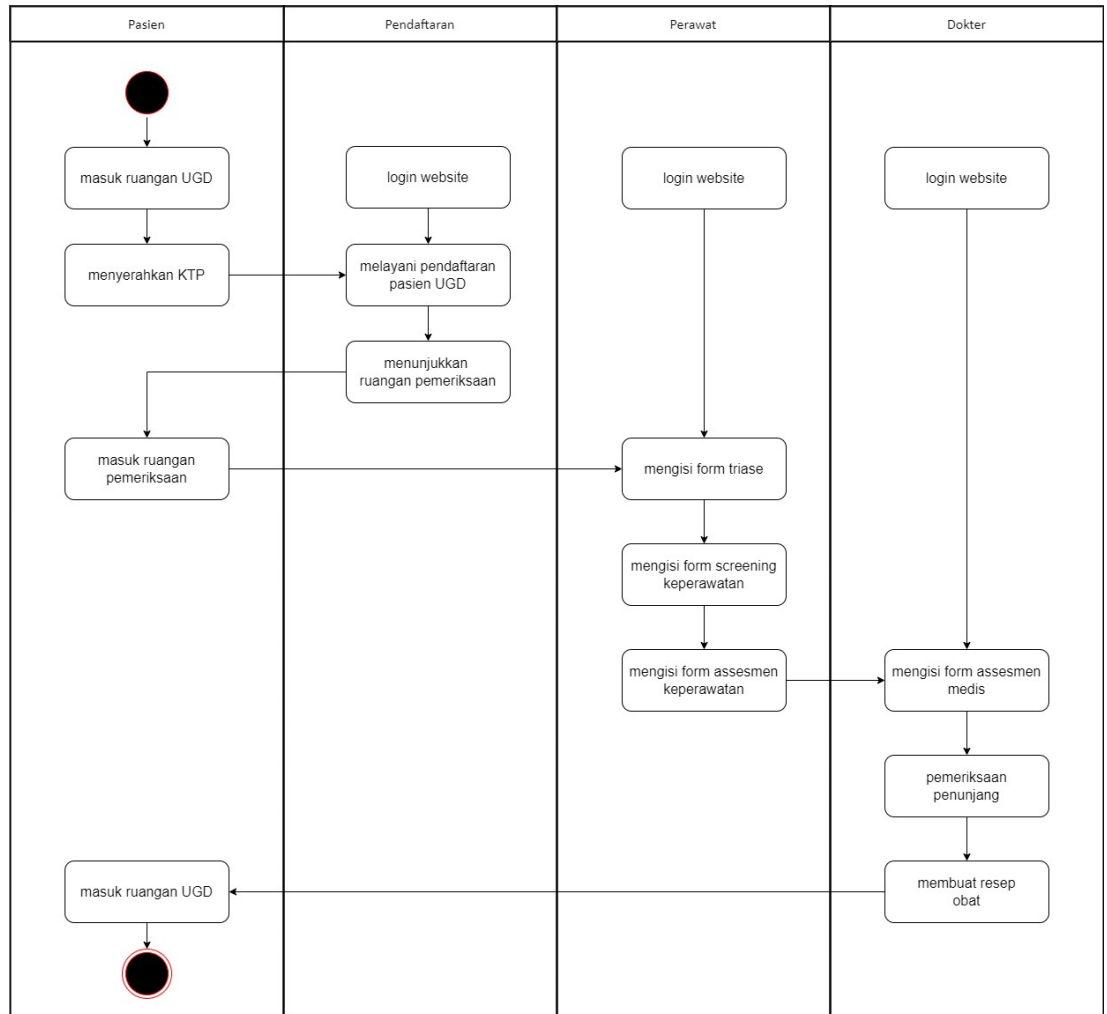 Pasien
Pendaftaran
Perawat
Dokter
masuk ruangan UGD
login website
login website
login website
menyerahkan KTP
melayani pendaftaran
pasien UGD
menunjukkan
ruangan pemeriksaan
masuk ruangan
pemeriksaan
mengisi form triase
mengisi form screening
keperawatan
mengisi form assesmen
keperawatan
mengisi form assesmen
medis
pemeriksaan
penunjang
masuk ruangan UGD
membuat resep
obat